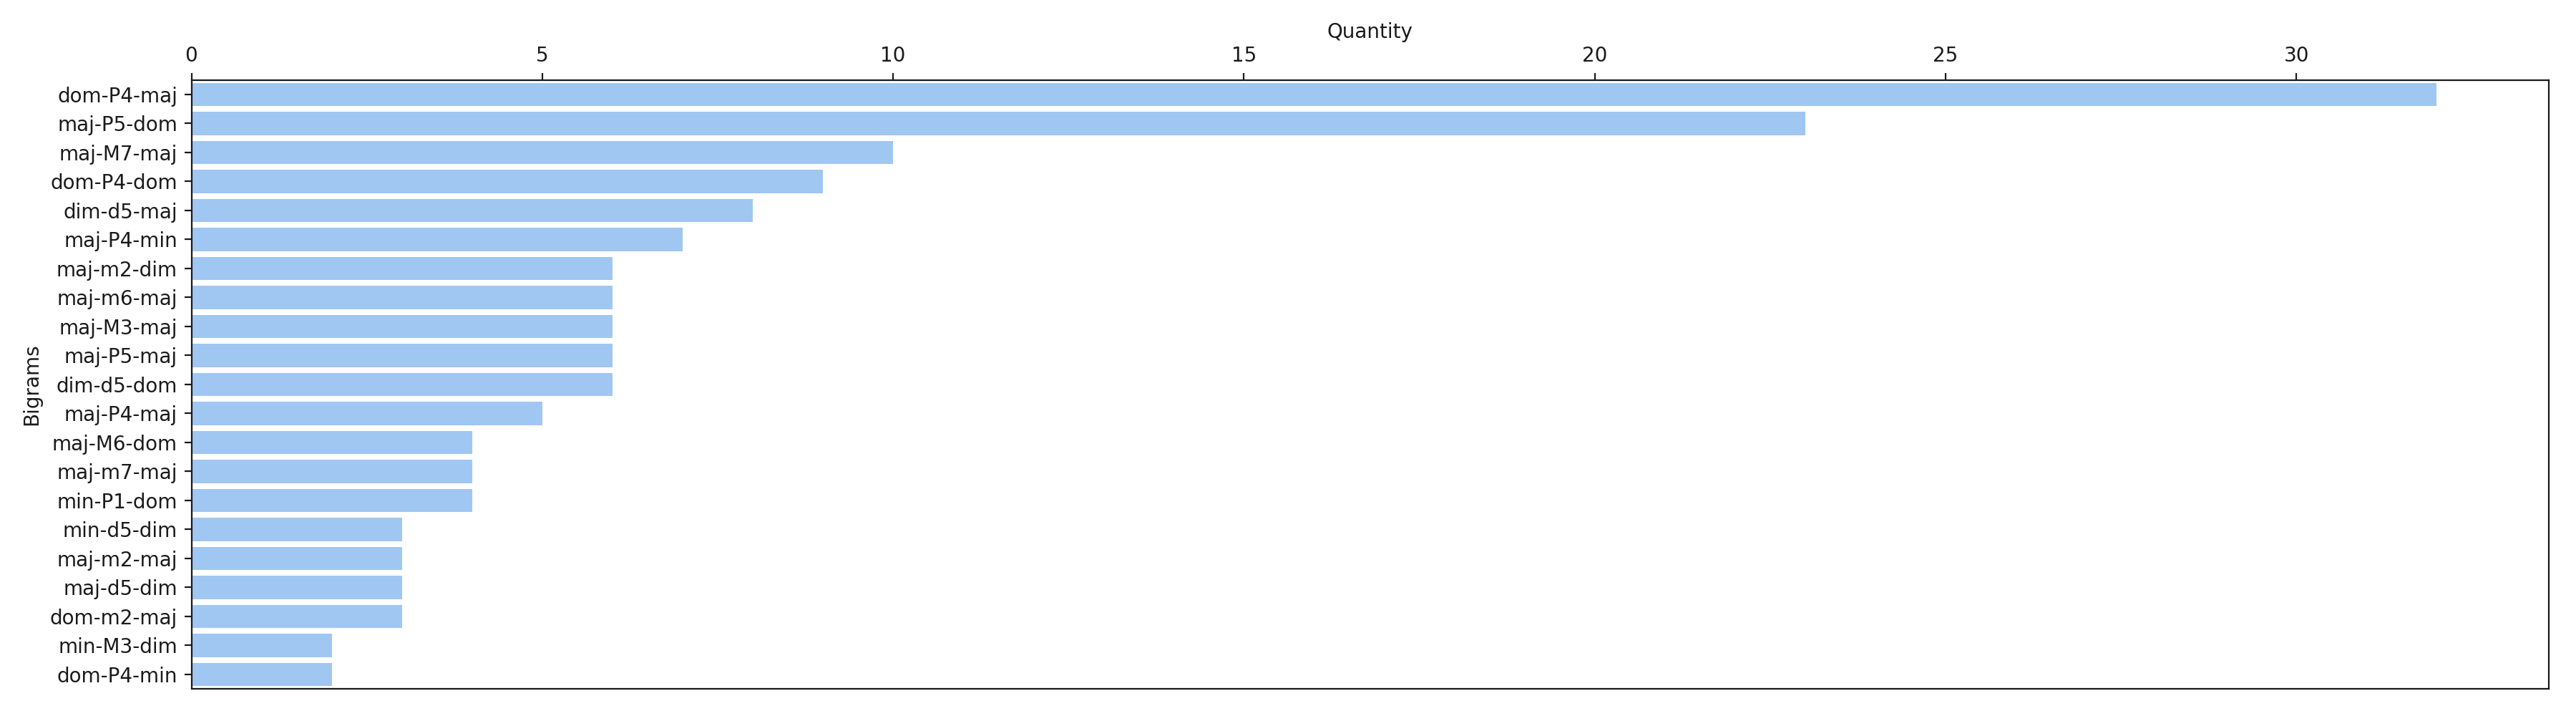 Quantity
0 5 10 15 20 25 30
Bigrams
dom-P4-maj
maj-P5-dom
maj-M7-maj
dom-P4-dom
dim-d5-maj
maj-P4-min
maj-m2-dim
maj-m6-maj
maj-M3-maj
maj-P5-maj
dim-d5-dom
maj-P4-maj
maj-M6-dom
maj-m7-maj
min-P1-dom
min-d5-dim
maj-m2-maj
maj-d5-dim
dom-m2-maj
min-M3-dim
dom-P4-min